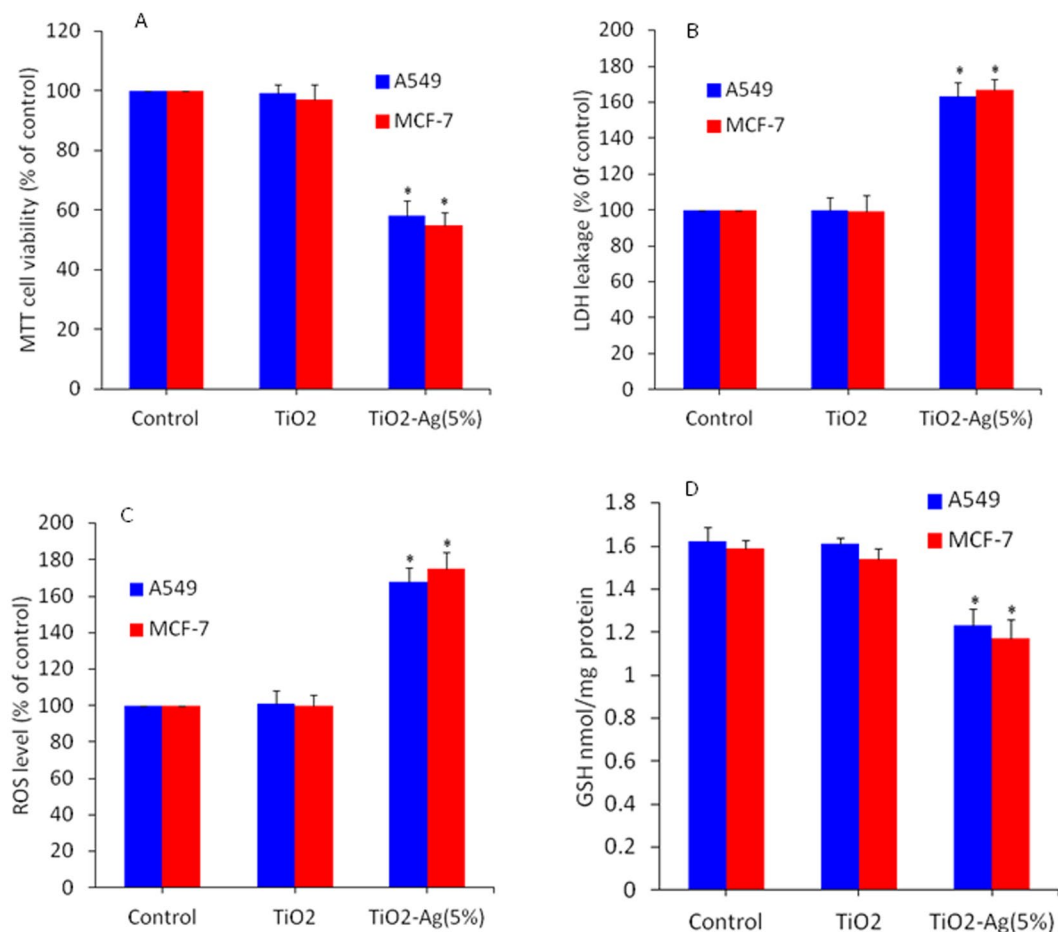 A
MTT cell viability (% of control)
120
100
80
60
40
20
0
A549
MCF-7
*
*
Control TiO2 TiO2-Ag(5%)
B
LDH leakage (% 0f control)
200
180
160
140
120
100
80
60
40
20
0
A549
MCF-7
*
*
Control TiO2 TiO2-Ag(5%)
C
ROS level (% of control)
200
180
160
140
120
100
80
60
40
20
0
A549
MCF-7
*
*
Control TiO2 TiO2-Ag(5%)
D
GSH nmol/mg protein
1.8
1.6
1.4
1.2
1
0.8
0.6
0.4
0.2
0
A549
MCF-7
*
*
Control TiO2 TiO2-Ag(5%)